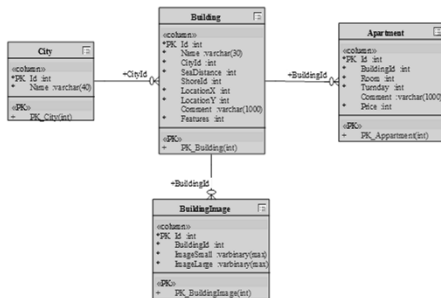 Building
«column»
*PK Id :int
* Name :varchar(30)
* CityId :int
* SeaDistance :int
* ShoreId :int
* LocationX :int
* LocationY :int
Comment :varchar(1000)
* Features :int
«PK»
+ PK_Building(int)
City
«column»
*PK Id :int
* Name :varchar(40)
«PK»
+ PK_City(int)
+CityId
+BuildingId
Apartment
«column»
*PK Id :int
* BuildingId :int
* Room :int
* Turnday :int
Comment :varchar(1000)
* Price :int
«PK»
+ PK_Appartment(int)
+BuildingId
BuildingImage
«column»
*PK Id :int
* BuildingId :int
* ImageSmall :varbinary(max)
* ImageLarge :varbinary(max)
«PK»
+ PK_BuildingImage(int)